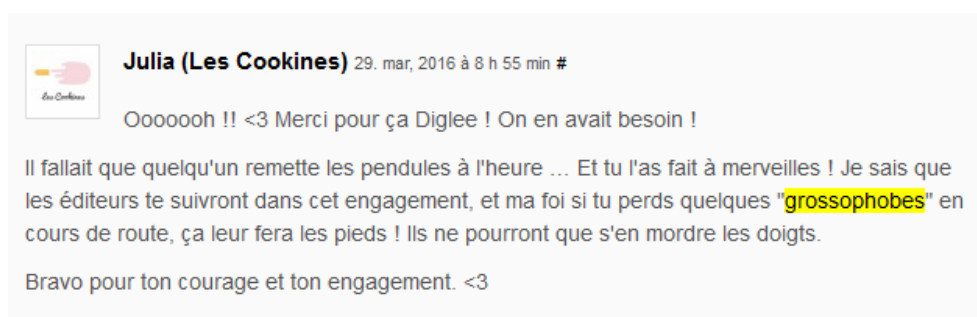 Julia (Les Cookines) 29. mar, 2016 à 8 h 55 min #
Les Cookines
Ooooooh !! <3 Merci pour ça Diglee ! On en avait besoin !
Il fallait que quelqu'un remette les pendules à l'heure … Et tu l'as fait à merveilles ! Je sais que
les éditeurs te suivront dans cet engagement, et ma foi si tu perds quelques "grossophobes" en
cours de route, ça leur fera les pieds ! Ils ne pourront que s'en mordre les doigts.
Bravo pour ton courage et ton engagement. <3